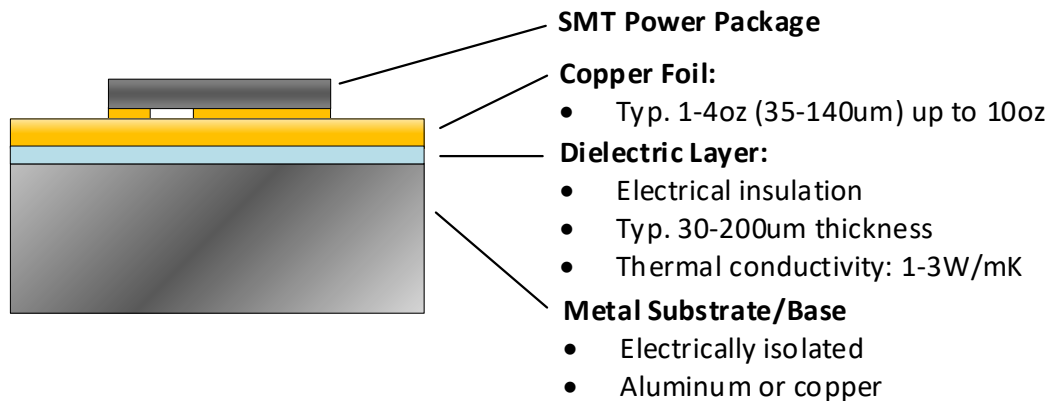 SMT Power Package
Copper Foil:
• Typ. 1-4oz (35-140um) up to 10oz
Dielectric Layer:
• Electrical insulation
• Typ. 30-200um thickness
• Thermal conductivity: 1-3W/mK
Metal Substrate/Base
• Electrically isolated
• Aluminum or copper